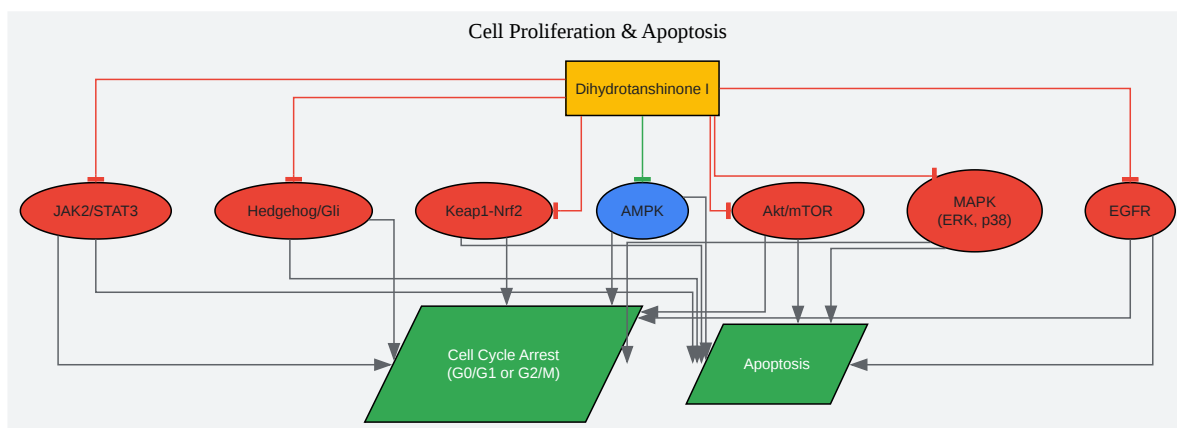 Cell Proliferation & Apoptosis
Dihydrotanshinone I
JAK2/STAT3
Hedgehog/Gli
Keap1-Nrf2
AMPK
Akt/mTOR
MAPK
(ERK, p38)
EGFR
Cell Cycle Arrest
(G0/G1 or G2/M)
Apoptosis